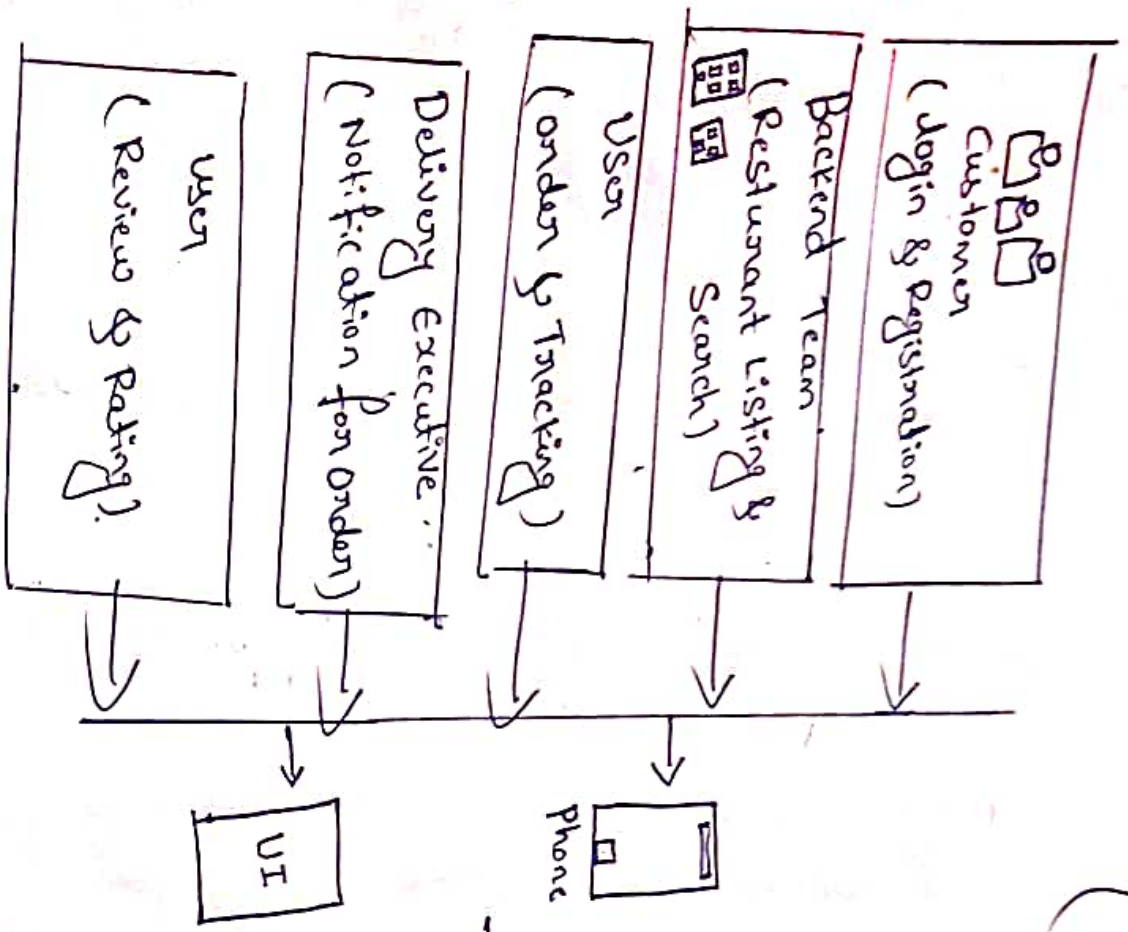 Customer
(Login & Registration)
Backend Team
(Resturant Listing &
Search)
User
(Order & Tracking)
Delivery Executive
(Notification for Order)
User
(Review & Rating).
Phone
UI